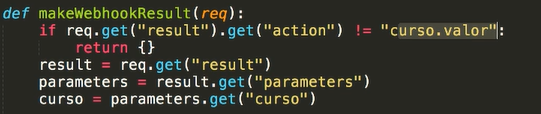 def makeWebhookResult(req):
    if req.get("result").get("action") != "curso.valor":
        return {}
    result = req.get("result")
    parameters = result.get("parameters")
    curso = parameters.get("curso")